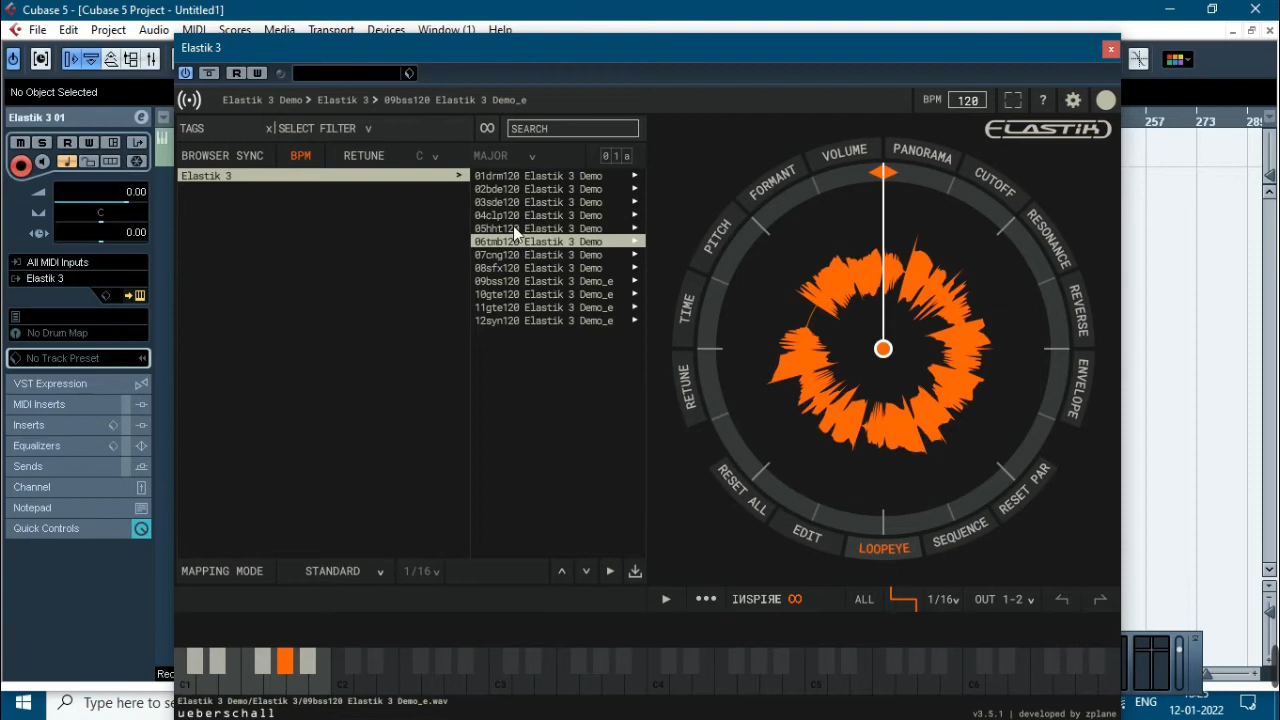 Cubase 5 - [Cubase 5 Project - Untitled1]
File Edit Project Audio MIDI Scores Media Transport Devices Window (1) Help
Elastik 3
No Object Selected
R W
Elastik 3 Demo > Elastik 3 > 09bss120 Elastik 3 Demo_e
BPM 120 ?
Elastik 3 01 e
TAGS x| SELECT FILTER v ∞ SEARCH
ELASTIK
257 273
M S R W
BROWSER SYNC BPM RETUNE C v MAJOR v 01a
Elastik 3 >
01drm120 Elastik 3 Demo
02bde120 Elastik 3 Demo
03sde120 Elastik 3 Demo
04clp120 Elastik 3 Demo
05hht120 Elastik 3 Demo
06tmb120 Elastik 3 Demo
07cng120 Elastik 3 Demo
08sfx120 Elastik 3 Demo
09bss120 Elastik 3 Demo_e
10gte120 Elastik 3 Demo_e
11gte120 Elastik 3 Demo_e
12syn120 Elastik 3 Demo_e
0.00
C
0.00
All MIDI Inputs
Elastik 3
No Drum Map
No Track Preset
VST Expression
MIDI Inserts
Inserts
Equalizers
Sends
Channel
Notepad
Quick Controls
RETUNE
TIME
PITCH
FORMANT
VOLUME
PANORAMA
CUTOFF
RESONANCE
REVERSE
ENVELOPE
RESET ALL
EDIT
LOOPEYE
SEQUENCE
RESET PAR
MAPPING MODE STANDARD v 1/16 v
INSPIRE ∞ ALL 1/16 v OUT 1-2 v
C1 C2 C3 C4 C5 C6
Elastik 3 Demo/Elastik 3/09bss120 Elastik 3 Demo_e.wav
ueberschall
v3.5.1 | developed by zplane
Type here to
ENG
12-01-2022